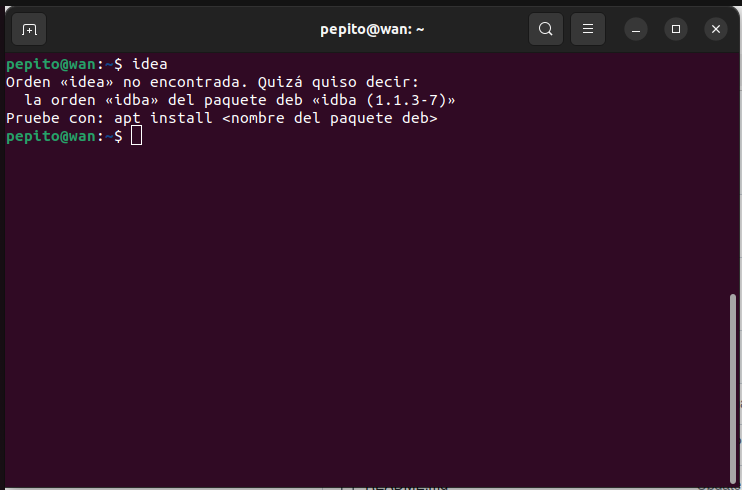 pepito@wan: ~
pepito@wan:~$ idea
Orden «idea» no encontrada. Quizá quiso decir:
  la orden «idba» del paquete deb «idba (1.1.3-7)»
Pruebe con: apt install <nombre del paquete deb>
pepito@wan:~$